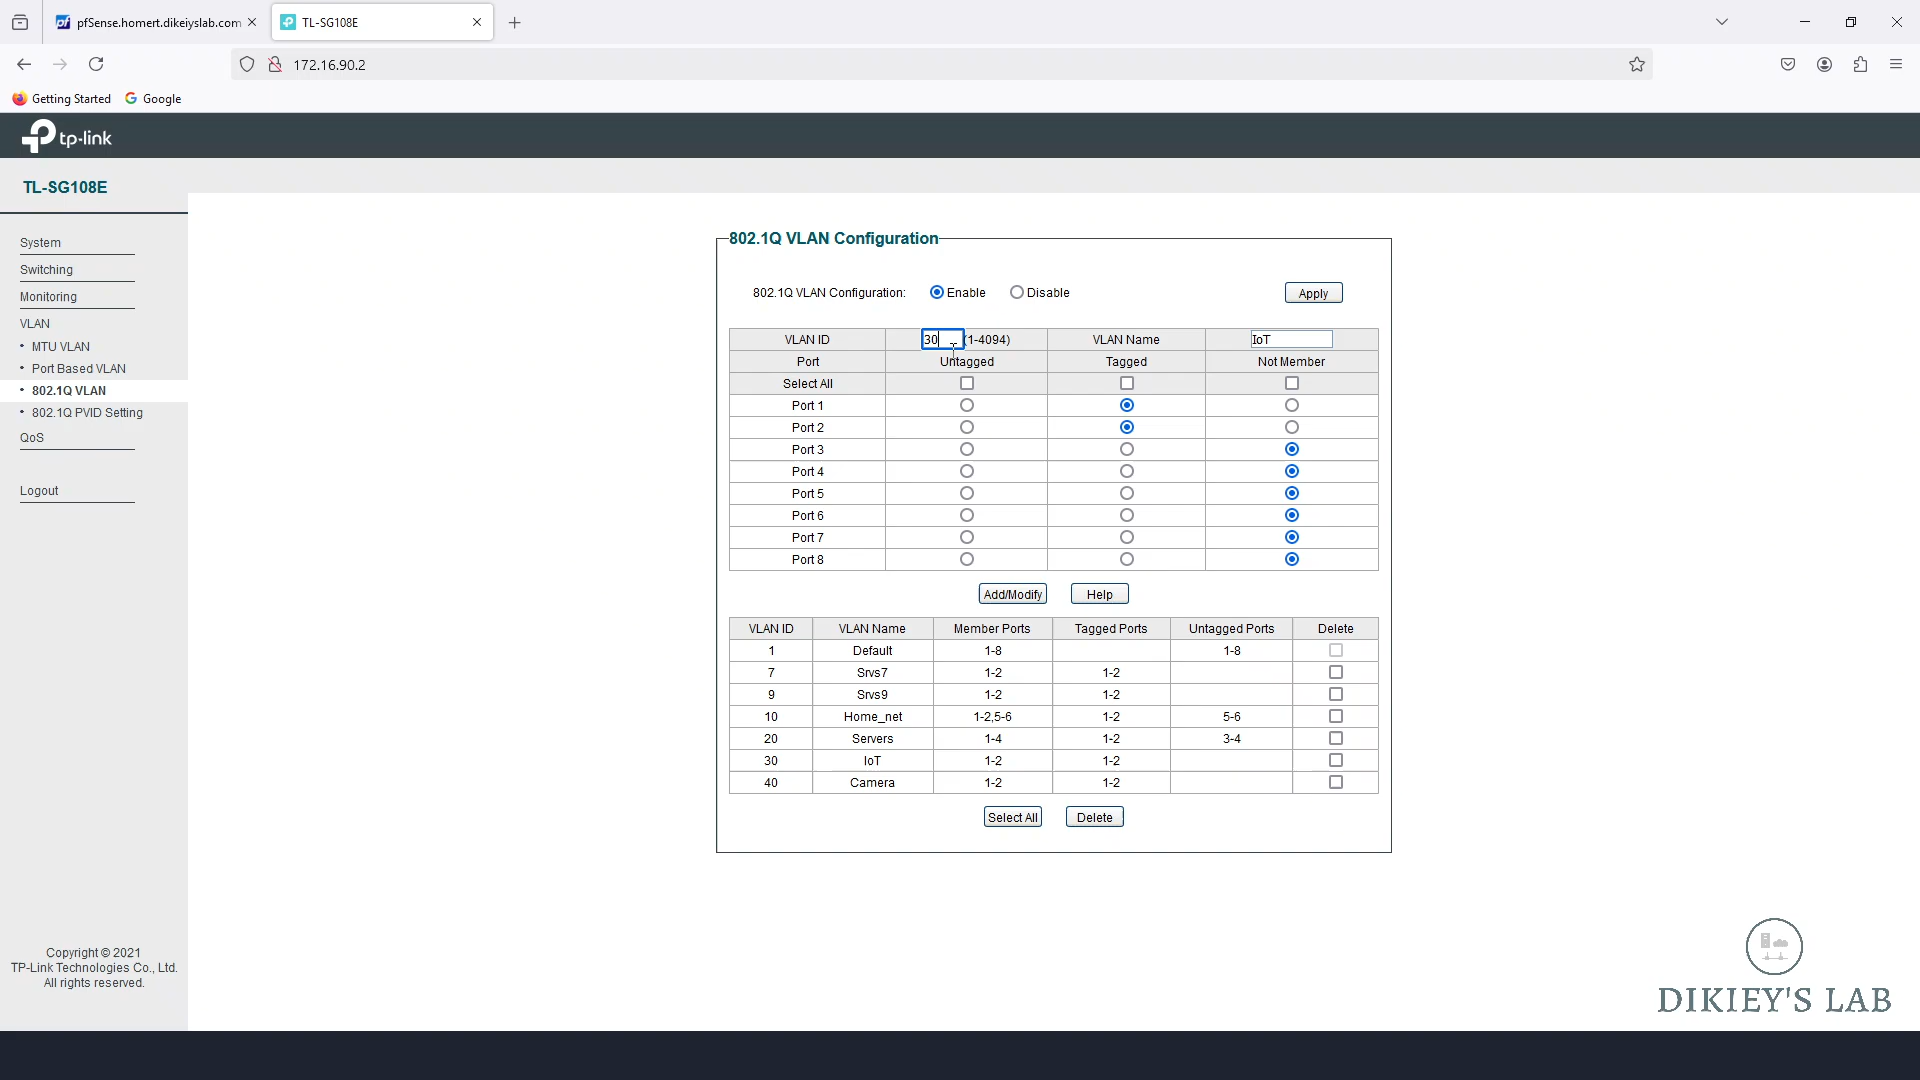 pfSense.homert.dikeiyslab.com
TL-SG108E
172.16.90.2
Getting Started Google
tp-link
TL-SG108E
System
Switching
Monitoring
VLAN
MTU VLAN
Port Based VLAN
802.1Q VLAN
802.1Q PVID Setting
QoS
Logout
Copyright © 2021
TP-Link Technologies Co., Ltd.
All rights reserved.
802.1Q VLAN Configuration
802.1Q VLAN Configuration: Enable Disable Apply
VLAN ID 30 (1-4094) VLAN Name IoT
Port Untagged Tagged Not Member
Select All
Port 1
Port 2
Port 3
Port 4
Port 5
Port 6
Port 7
Port 8
Add/Modify Help
VLAN ID VLAN Name Member Ports Tagged Ports Untagged Ports Delete
1 Default 1-8 1-8
7 Srvs7 1-2 1-2
9 Srvs9 1-2 1-2
10 Home_net 1-2,5-6 1-2 5-6
20 Servers 1-4 1-2 3-4
30 IoT 1-2 1-2
40 Camera 1-2 1-2
Select All Delete
DIKIEY'S LAB